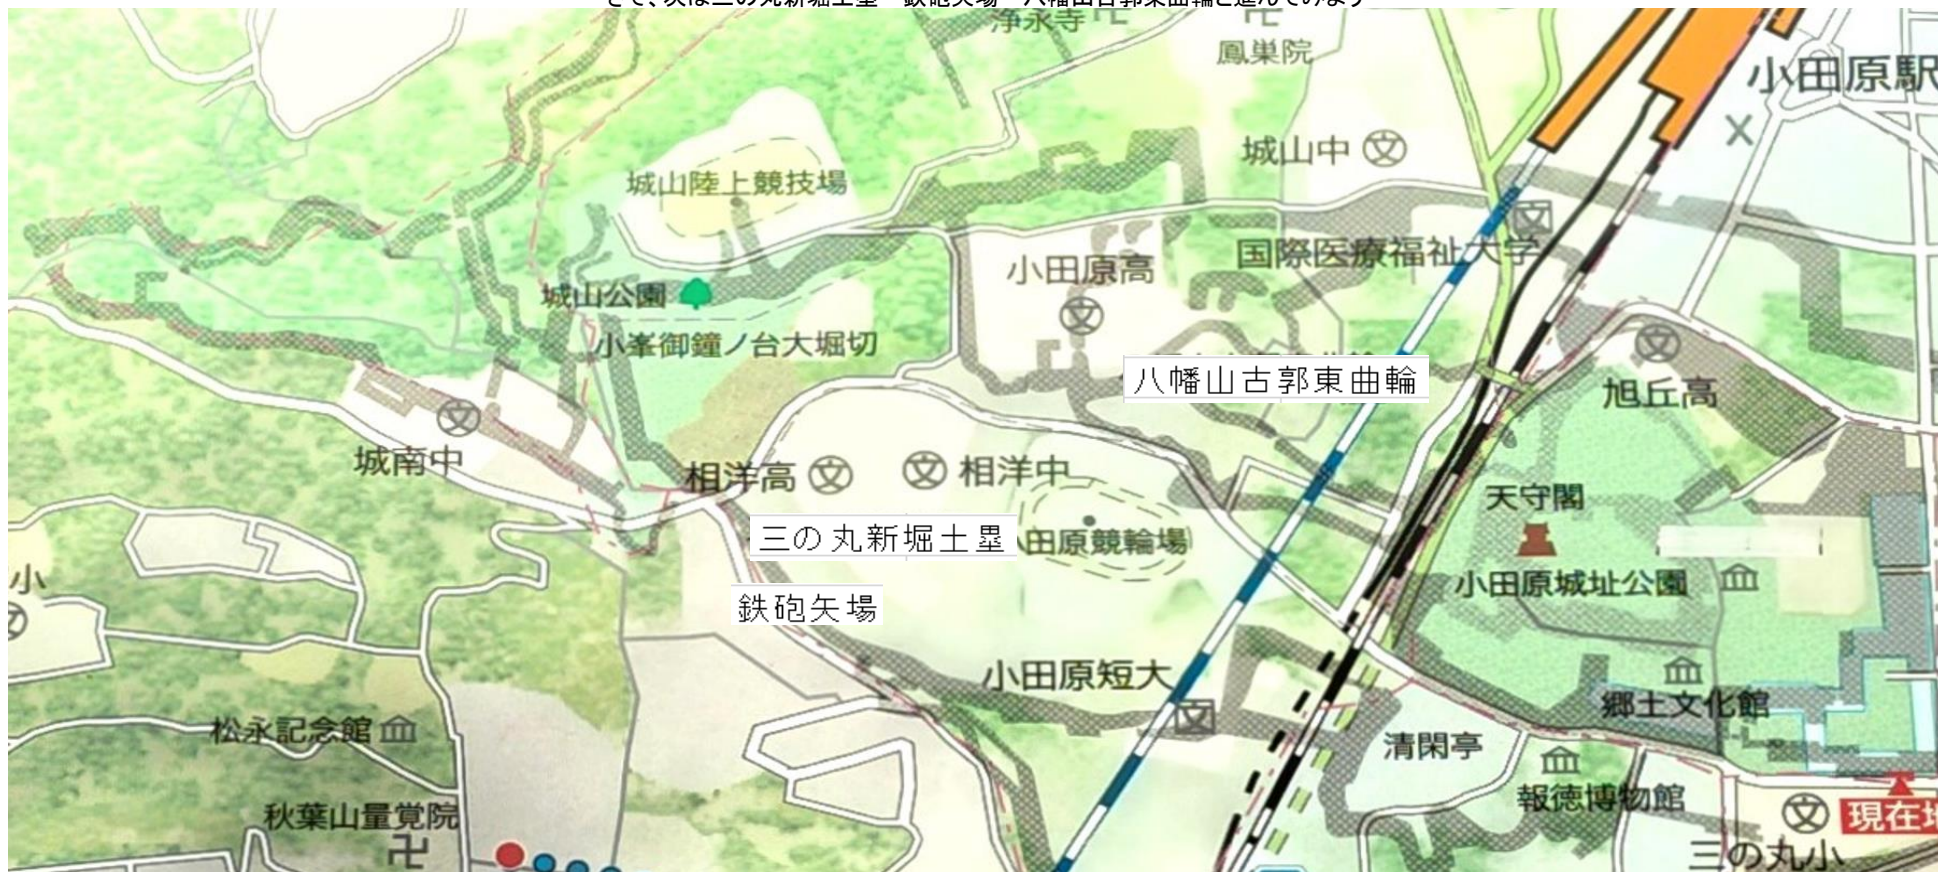 浄永寺
鳳巣院
小田原駅
城山中
城山陸上競技場
国際医療福祉大学
小田原高
城山公園
小峯御鐘ノ台大堀切
八幡山古郭東曲輪
旭丘高
城南中
相洋高
相洋中
天守閣
三の丸新堀土塁
田原競輪場
小田原城址公園
小
鉄砲矢場
小田原短大
郷土文化館
松永記念館
清閑亭
報徳博物館
秋葉山量覚院
現在地
三の丸小